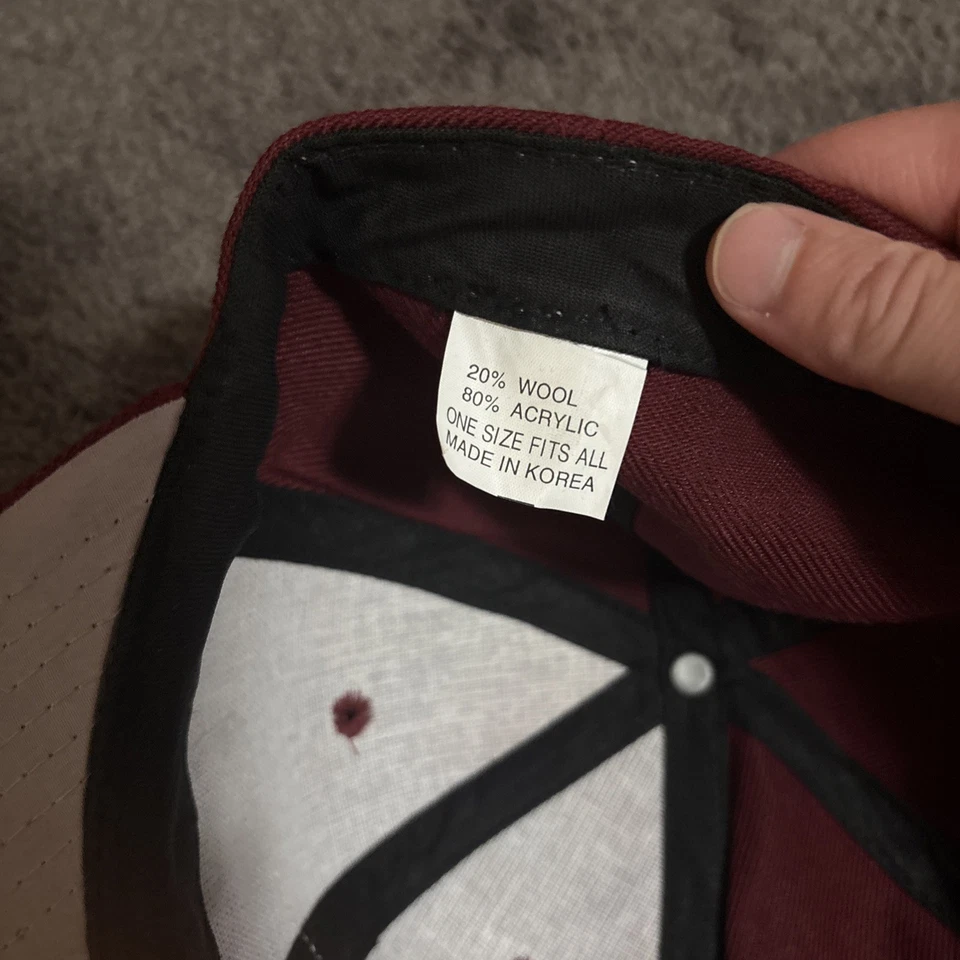 20% WOOL
80% ACRYLIC
ONE SIZE FITS ALL
MADE IN KOREA